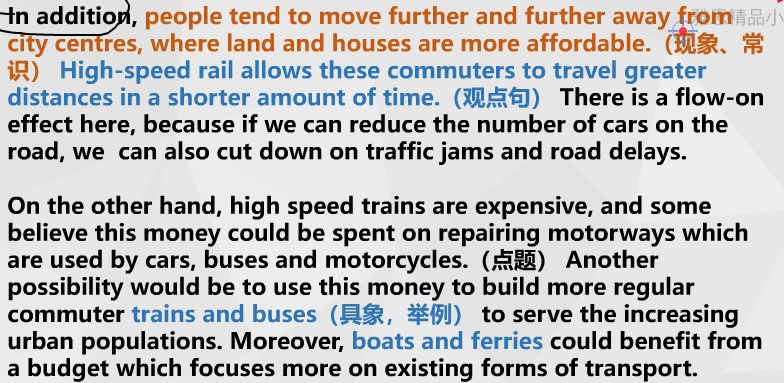 In addition, people tend to move further and further away from
city centres, where land and houses are more affordable.（现象、常
识） High-speed rail allows these commuters to travel greater
distances in a shorter amount of time.（观点句） There is a flow-on
effect here, because if we can reduce the number of cars on the
road, we can also cut down on traffic jams and road delays.
On the other hand, high speed trains are expensive, and some
believe this money could be spent on repairing motorways which
are used by cars, buses and motorcycles.（点题） Another
possibility would be to use this money to build more regular
commuter trains and buses（具象，举例） to serve the increasing
urban populations. Moreover, boats and ferries could benefit from
a budget which focuses more on existing forms of transport.